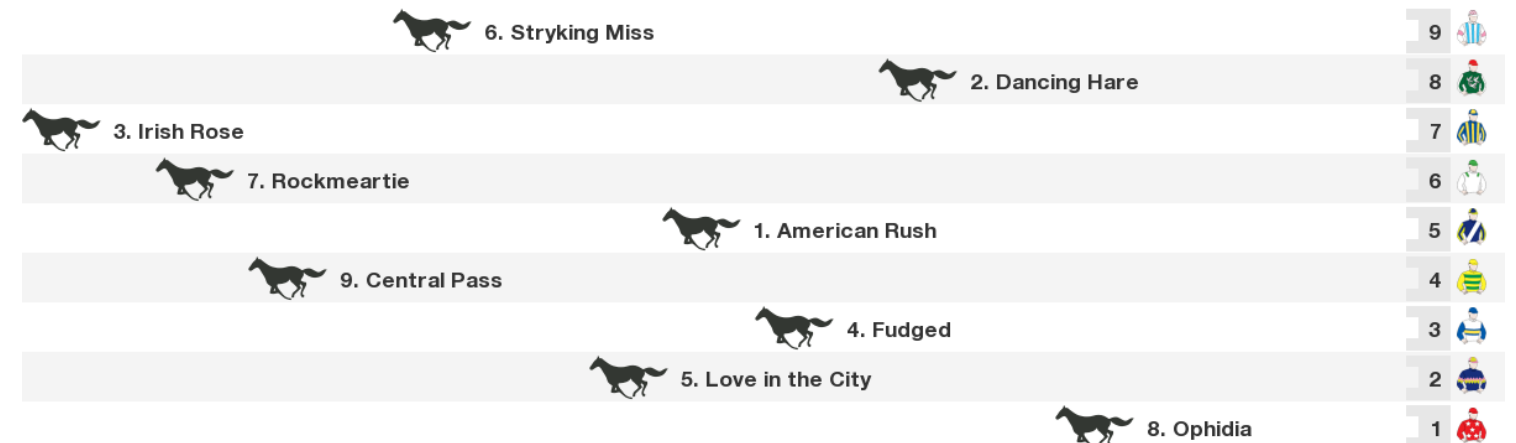 6. Stryking Miss 9
2. Dancing Hare 8
3. Irish Rose 7
7. Rockmeartie 6
1. American Rush 5
9. Central Pass 4
4. Fudged 3
5. Love in the City 2
8. Ophidia 1